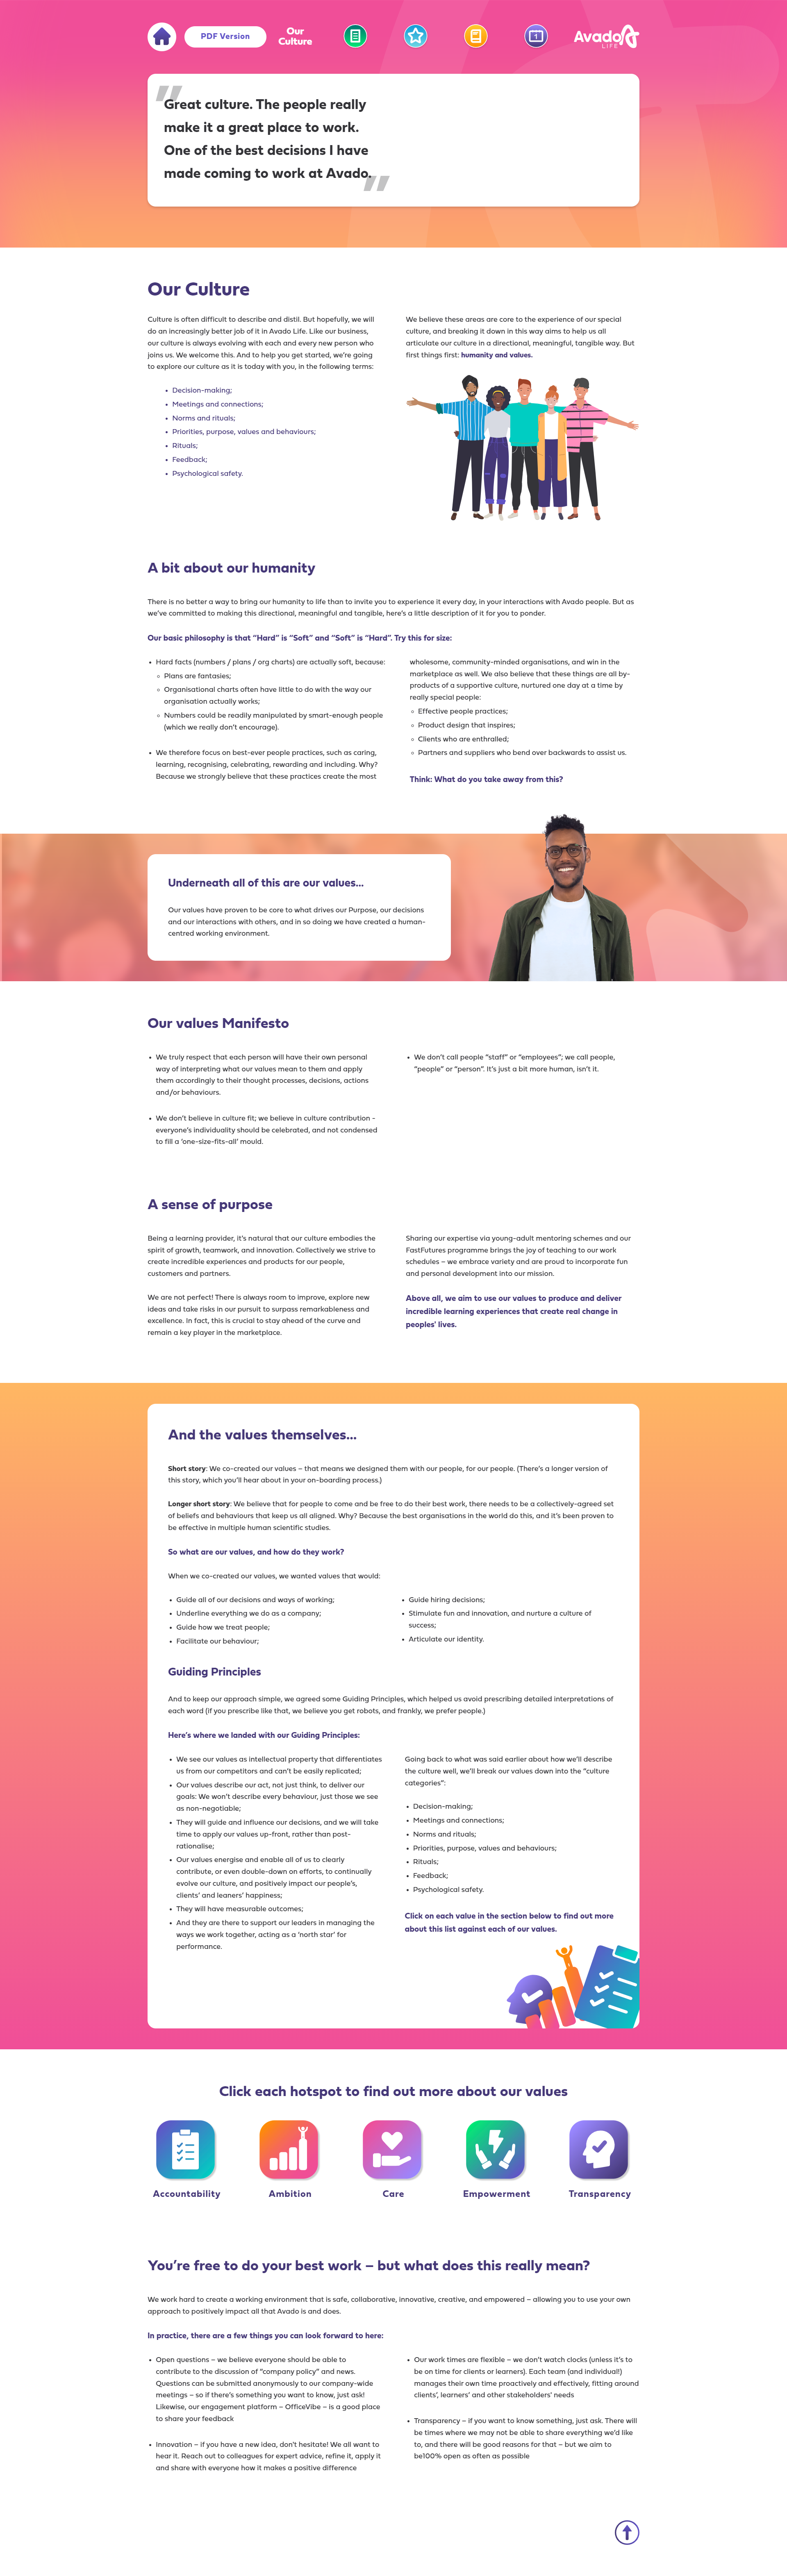 PDF Version
Our
Culture
1
Avado
LIFE
"
Great culture. The people really
make it a great place to work.
One of the best decisions I have
made coming to work at Avado.
"
Our Culture
Culture is often difficult to describe and distil. But hopefully, we will
do an increasingly better job of it in Avado Life. Like our business,
our culture is always evolving with each and every new person who
joins us. We welcome this. And to help you get started, we're going
to explore our culture as it is today with you, in the following terms:
• Decision-making;
• Meetings and connections;
• Norms and rituals;
• Priorities, purpose, values and behaviours;
• Rituals;
• Feedback;
• Psychological safety.
We believe these areas are core to the experience of our special
culture, and breaking it down in this way aims to help us all
articulate our culture in a directional, meaningful, tangible way. But
first things first: humanity and values.
A bit about our humanity
There is no better a way to bring our humanity to life than to invite you to experience it every day, in your interactions with Avado people. But as
we've committed to making this directional, meaningful and tangible, here's a little description of it for you to ponder.
Our basic philosophy is that "Hard" is "Soft" and "Soft" is "Hard". Try this for size:
• Hard facts (numbers / plans / org charts) are actually soft, because:
◦ Plans are fantasies;
◦ Organisational charts often have little to do with the way our
organisation actually works;
◦ Numbers could be readily manipulated by smart-enough people
(which we really don't encourage).
• We therefore focus on best-ever people practices, such as caring,
learning, recognising, celebrating, rewarding and including. Why?
Because we strongly believe that these practices create the most
wholesome, community-minded organisations, and win in the
marketplace as well. We also believe that these things are all by-
products of a supportive culture, nurtured one day at a time by
really special people:
◦ Effective people practices;
◦ Product design that inspires;
◦ Clients who are enthralled;
◦ Partners and suppliers who bend over backwards to assist us.
Think: What do you take away from this?
Underneath all of this are our values...
Our values have proven to be core to what drives our Purpose, our decisions
and our interactions with others, and in so doing we have created a human-
centred working environment.
Our values Manifesto
• We truly respect that each person will have their own personal
way of interpreting what our values mean to them and apply
them accordingly to their thought processes, decisions, actions
and/or behaviours.
• We don't believe in culture fit; we believe in culture contribution -
everyone's individuality should be celebrated, and not condensed
to fill a 'one-size-fits-all' mould.
• We don't call people "staff" or "employees"; we call people,
"people" or "person". It's just a bit more human, isn't it.
A sense of purpose
Being a learning provider, it's natural that our culture embodies the
spirit of growth, teamwork, and innovation. Collectively we strive to
create incredible experiences and products for our people,
customers and partners.
We are not perfect! There is always room to improve, explore new
ideas and take risks in our pursuit to surpass remarkableness and
excellence. In fact, this is crucial to stay ahead of the curve and
remain a key player in the marketplace.
Sharing our expertise via young-adult mentoring schemes and our
FastFutures programme brings the joy of teaching to our work
schedules – we embrace variety and are proud to incorporate fun
and personal development into our mission.
Above all, we aim to use our values to produce and deliver
incredible learning experiences that create real change in
peoples' lives.
And the values themselves...
Short story: We co-created our values – that means we designed them with our people, for our people. (There's a longer version of
this story, which you'll hear about in your on-boarding process.)
Longer short story: We believe that for people to come and be free to do their best work, there needs to be a collectively-agreed set
of beliefs and behaviours that keep us all aligned. Why? Because the best organisations in the world do this, and it's been proven to
be effective in multiple human scientific studies.
So what are our values, and how do they work?
When we co-created our values, we wanted values that would:
• Guide all of our decisions and ways of working;
• Underline everything we do as a company;
• Guide how we treat people;
• Facilitate our behaviour;
• Guide hiring decisions;
• Stimulate fun and innovation, and nurture a culture of
success;
• Articulate our identity.
Guiding Principles
And to keep our approach simple, we agreed some Guiding Principles, which helped us avoid prescribing detailed interpretations of
each word (if you prescribe like that, we believe you get robots, and frankly, we prefer people.)
Here's where we landed with our Guiding Principles:
• We see our values as intellectual property that differentiates
us from our competitors and can't be easily replicated;
• Our values describe our act, not just think, to deliver our
goals: We won't describe every behaviour, just those we see
as non-negotiable;
• They will guide and influence our decisions, and we will take
time to apply our values up-front, rather than post-
rationalise;
• Our values energise and enable all of us to clearly
contribute, or even double-down on efforts, to continually
evolve our culture, and positively impact our people's,
clients' and leaners' happiness;
• They will have measurable outcomes;
• And they are there to support our leaders in managing the
ways we work together, acting as a 'north star' for
performance.
Going back to what was said earlier about how we'll describe
the culture well, we'll break our values down into the "culture
categories":
• Decision-making;
• Meetings and connections;
• Norms and rituals;
• Priorities, purpose, values and behaviours;
• Rituals;
• Feedback;
• Psychological safety.
Click on each value in the section below to find out more
about this list against each of our values.
Click each hotspot to find out more about our values
Accountability
Ambition
Care
Empowerment
Transparency
You're free to do your best work – but what does this really mean?
We work hard to create a working environment that is safe, collaborative, innovative, creative, and empowered – allowing you to use your own
approach to positively impact all that Avado is and does.
In practice, there are a few things you can look forward to here:
• Open questions – we believe everyone should be able to
contribute to the discussion of "company policy" and news.
Questions can be submitted anonymously to our company-wide
meetings – so if there's something you want to know, just ask!
Likewise, our engagement platform – OfficeVibe – is a good place
to share your feedback
• Innovation – if you have a new idea, don't hesitate! We all want to
hear it. Reach out to colleagues for expert advice, refine it, apply it
and share with everyone how it makes a positive difference
• Our work times are flexible – we don't watch clocks (unless it's to
be on time for clients or learners). Each team (and individual!)
manages their own time proactively and effectively, fitting around
clients', learners' and other stakeholders' needs
• Transparency – if you want to know something, just ask. There will
be times where we may not be able to share everything we'd like
to, and there will be good reasons for that – but we aim to
be100% open as often as possible